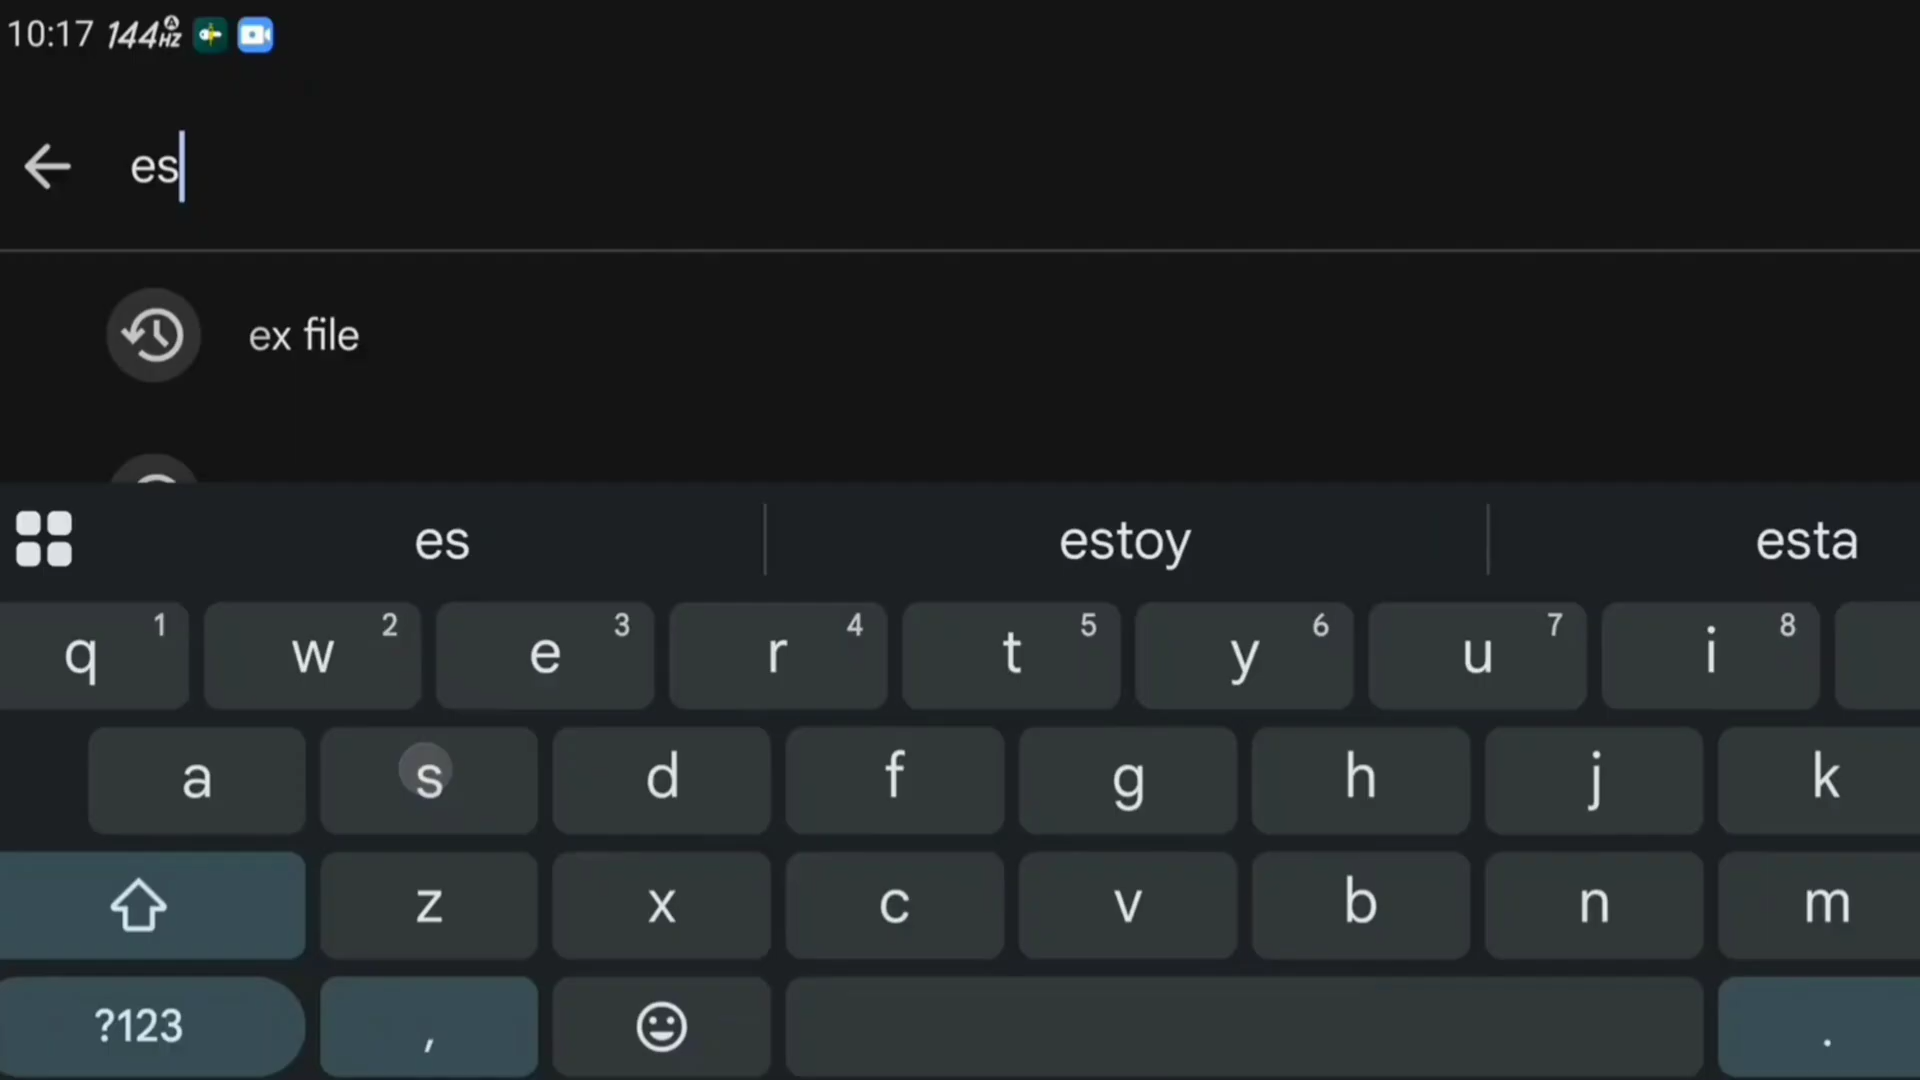 10:17 144HZ A
es
ex file
es estoy esta
q 1 w 2 e 3 r 4 t 5 y 6 u 7 i 8
a s d f g h j k
z x c v b n m
?123 , .